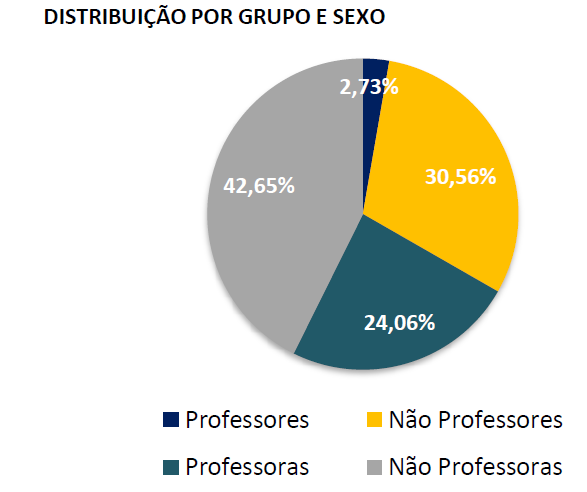 DISTRIBUIÇÃO POR GRUPO E SEXO
2,73%
42,65%
30,56%
24,06%
Professores
Não Professores
Professoras
Não Professoras